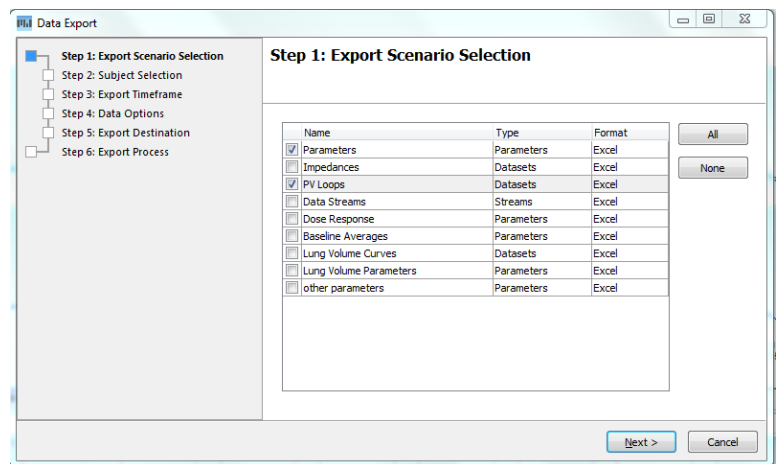 Data Export
Step 1: Export Scenario Selection
Step 2: Subject Selection
Step 3: Export Timeframe
Step 4: Data Options
Step 5: Export Destination
Step 6: Export Process
Step 1: Export Scenario Selection
Name Type Format
Parameters Parameters Excel
Impedances Datasets Excel
PV Loops Datasets Excel
Data Streams Streams Excel
Dose Response Parameters Excel
Baseline Averages Parameters Excel
Lung Volume Curves Datasets Excel
Lung Volume Parameters Parameters Excel
other parameters Parameters Excel
All
None
Next >
Cancel